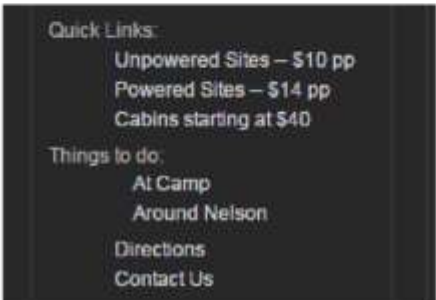 Quick Links:
Unpowered Sites – $10 pp
Powered Sites – $14 pp
Cabins starting at $40
Things to do:
At Camp
Around Nelson
Directions
Contact Us